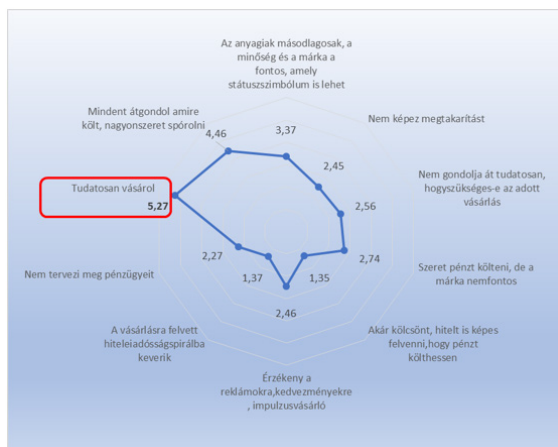 Az anyagiak másodlagosak, a
minőség és a márka a
fontos, amely
státuszszimbólum is lehet
3,37
Nem képez megtakarítást
2,45
Nem gondolja át tudatosan,
hogyszükséges-e az adott
vásárlás
2,56
Szeret pénzt költeni, de a
márka nemfontos
2,74
Akár kölcsönt, hitelt is képes
felvenni,hogy pénzt
költhessen
1,35
Érzékeny a
reklámokra,kedvezményekre
, impulzusvásárló
2,46
A vásárlásra felvett
hiteleiadósságspirálba
keverik
1,37
Nem tervezi meg pénzügyeit
2,27
Tudatosan vásárol
5,27
Mindent átgondol amire
költ, nagyonszeret spórolni
4,46